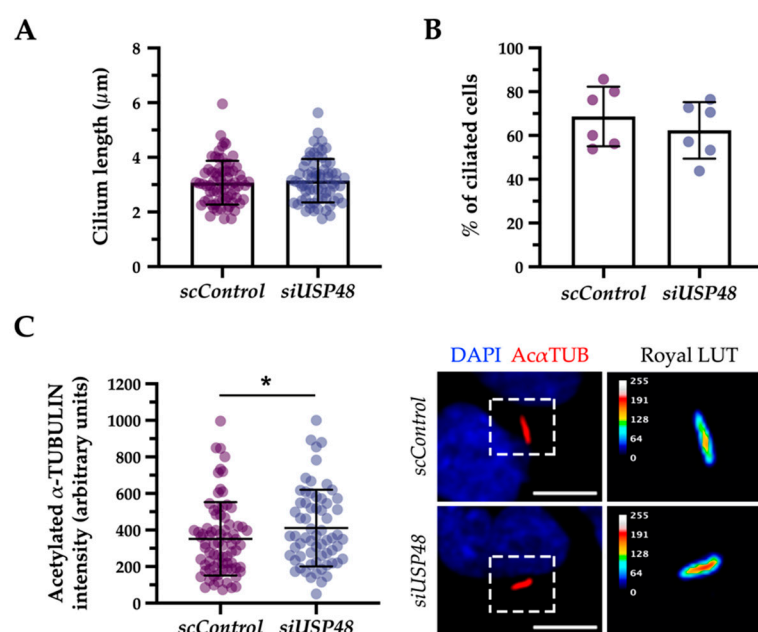 A
Cilium length (µm)
8
6
4
2
0
scControl siUSP48
B
% of ciliated cells
100
80
60
40
20
0
scControl siUSP48
C
Acetylated α-TUBULIN
intensity (arbitrary units)
1200
1000
800
600
400
200
0
*
scControl siUSP48
DAPI AcαTUB Royal LUT
scControl
255
191
128
64
0
siUSP48
255
191
128
64
0